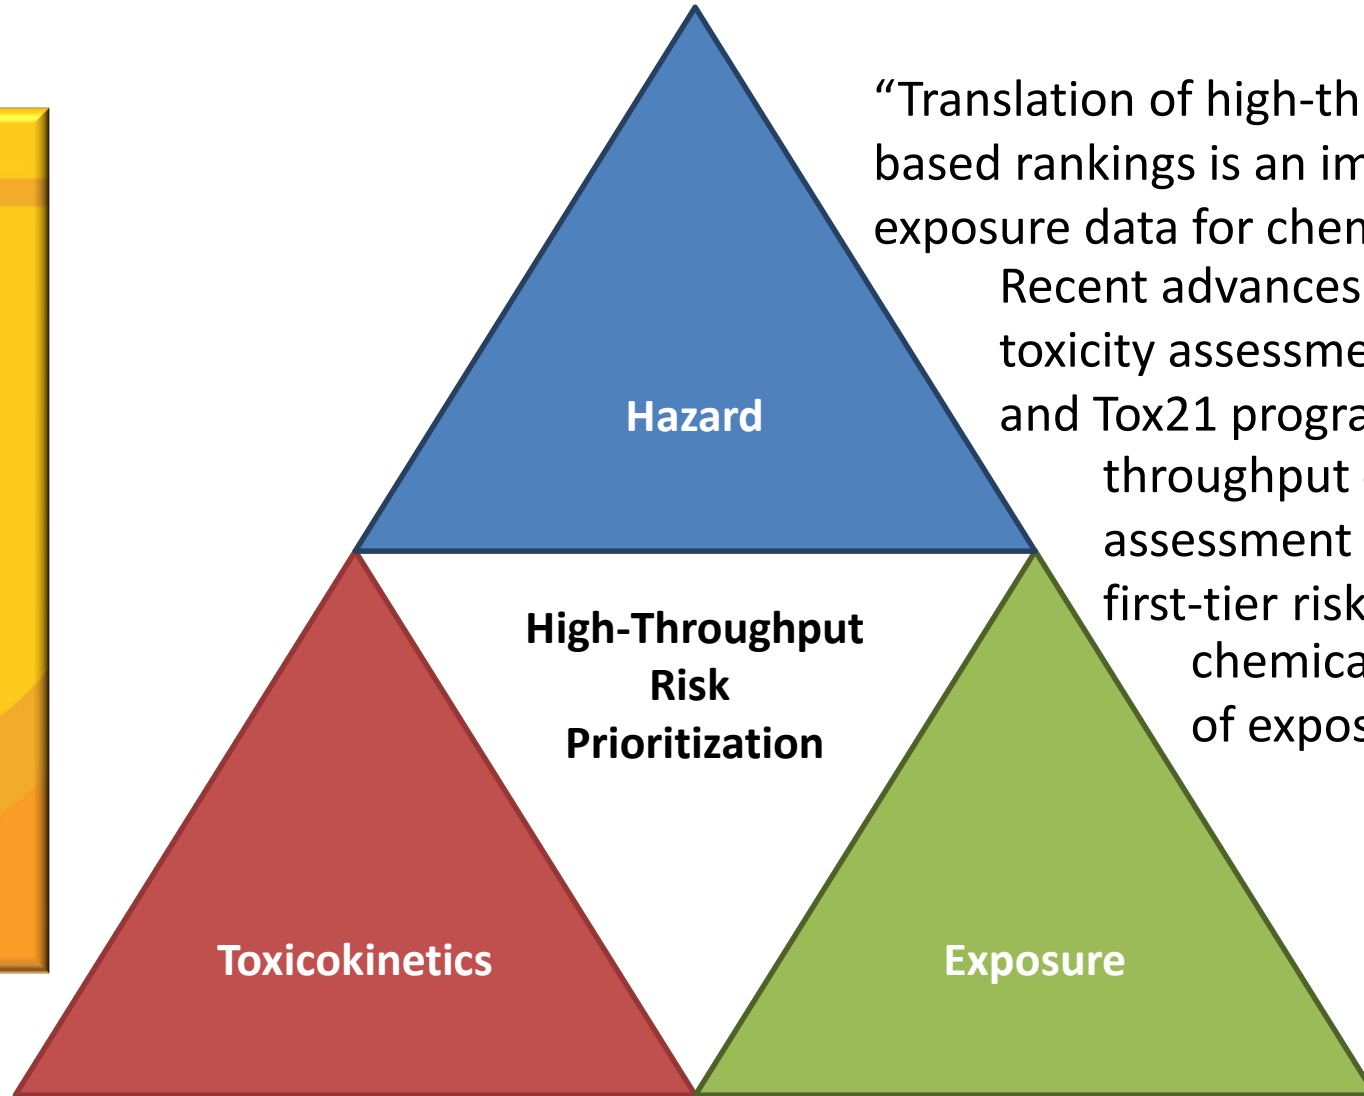 “Translation of high-th
based rankings is an im
exposure data for chem
Recent advances
toxicity assessme
and Tox21 progra
throughput
assessment
first-tier risk
chemica
of expos
Hazard
High-Throughput
Risk
Prioritization
Toxicokinetics
Exposure